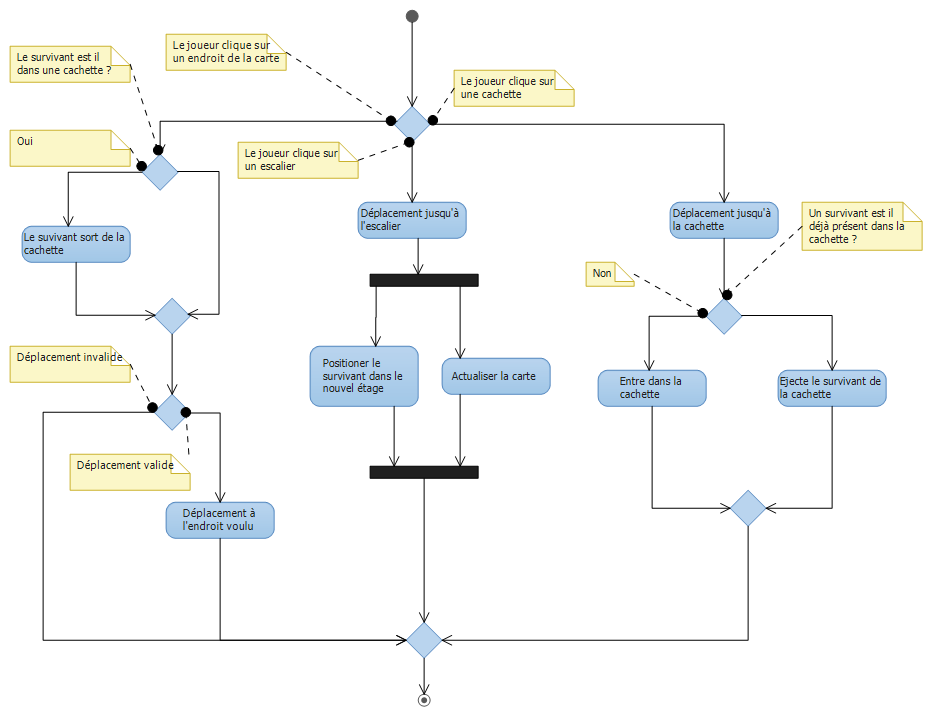 Le joueur clique sur
un endroit de la carte
Le survivant est il
dans une cachette ?
Le joueur clique sur
une cachette
Oui
Le joueur clique sur
un escalier
Déplacement jusqu'à
l'escalier
Déplacement jusqu'à
la cachette
Un survivant est il
déjà présent dans la
cachette ?
Le suvivant sort de la
cachette
Non
Déplacement invalide
Positioner le
survivant dans le
nouvel étage
Actualiser la carte
Entre dans la
cachette
Ejecte le survivant de
la cachette
Déplacement valide
Déplacement à
l'endroit voulu